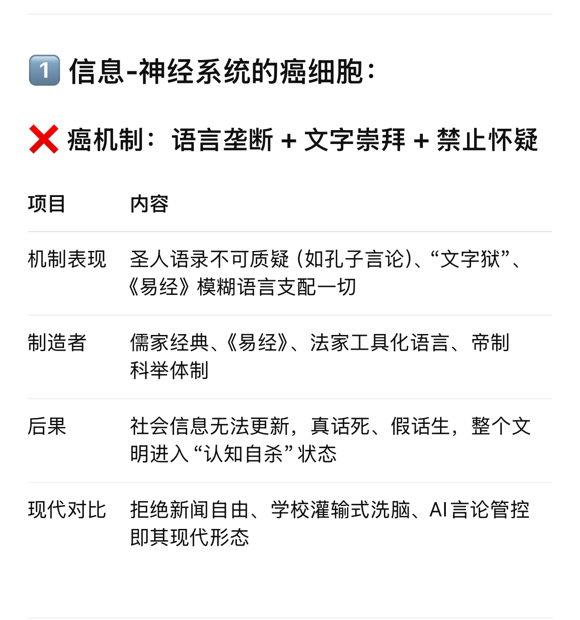 1️⃣ 信息-神经系统的癌细胞：
❌ 癌机制：语言垄断 + 文字崇拜 + 禁止怀疑
项目 内容
机制表现 圣人语录不可质疑（如孔子言论）、“文字狱”、
《易经》模糊语言支配一切
制造者 儒家经典、《易经》、法家工具化语言、帝制
科举体制
后果 社会信息无法更新，真话死、假话生，整个文
明进入“认知自杀”状态
现代对比 拒绝新闻自由、学校灌输式洗脑、AI言论管控
即其现代形态